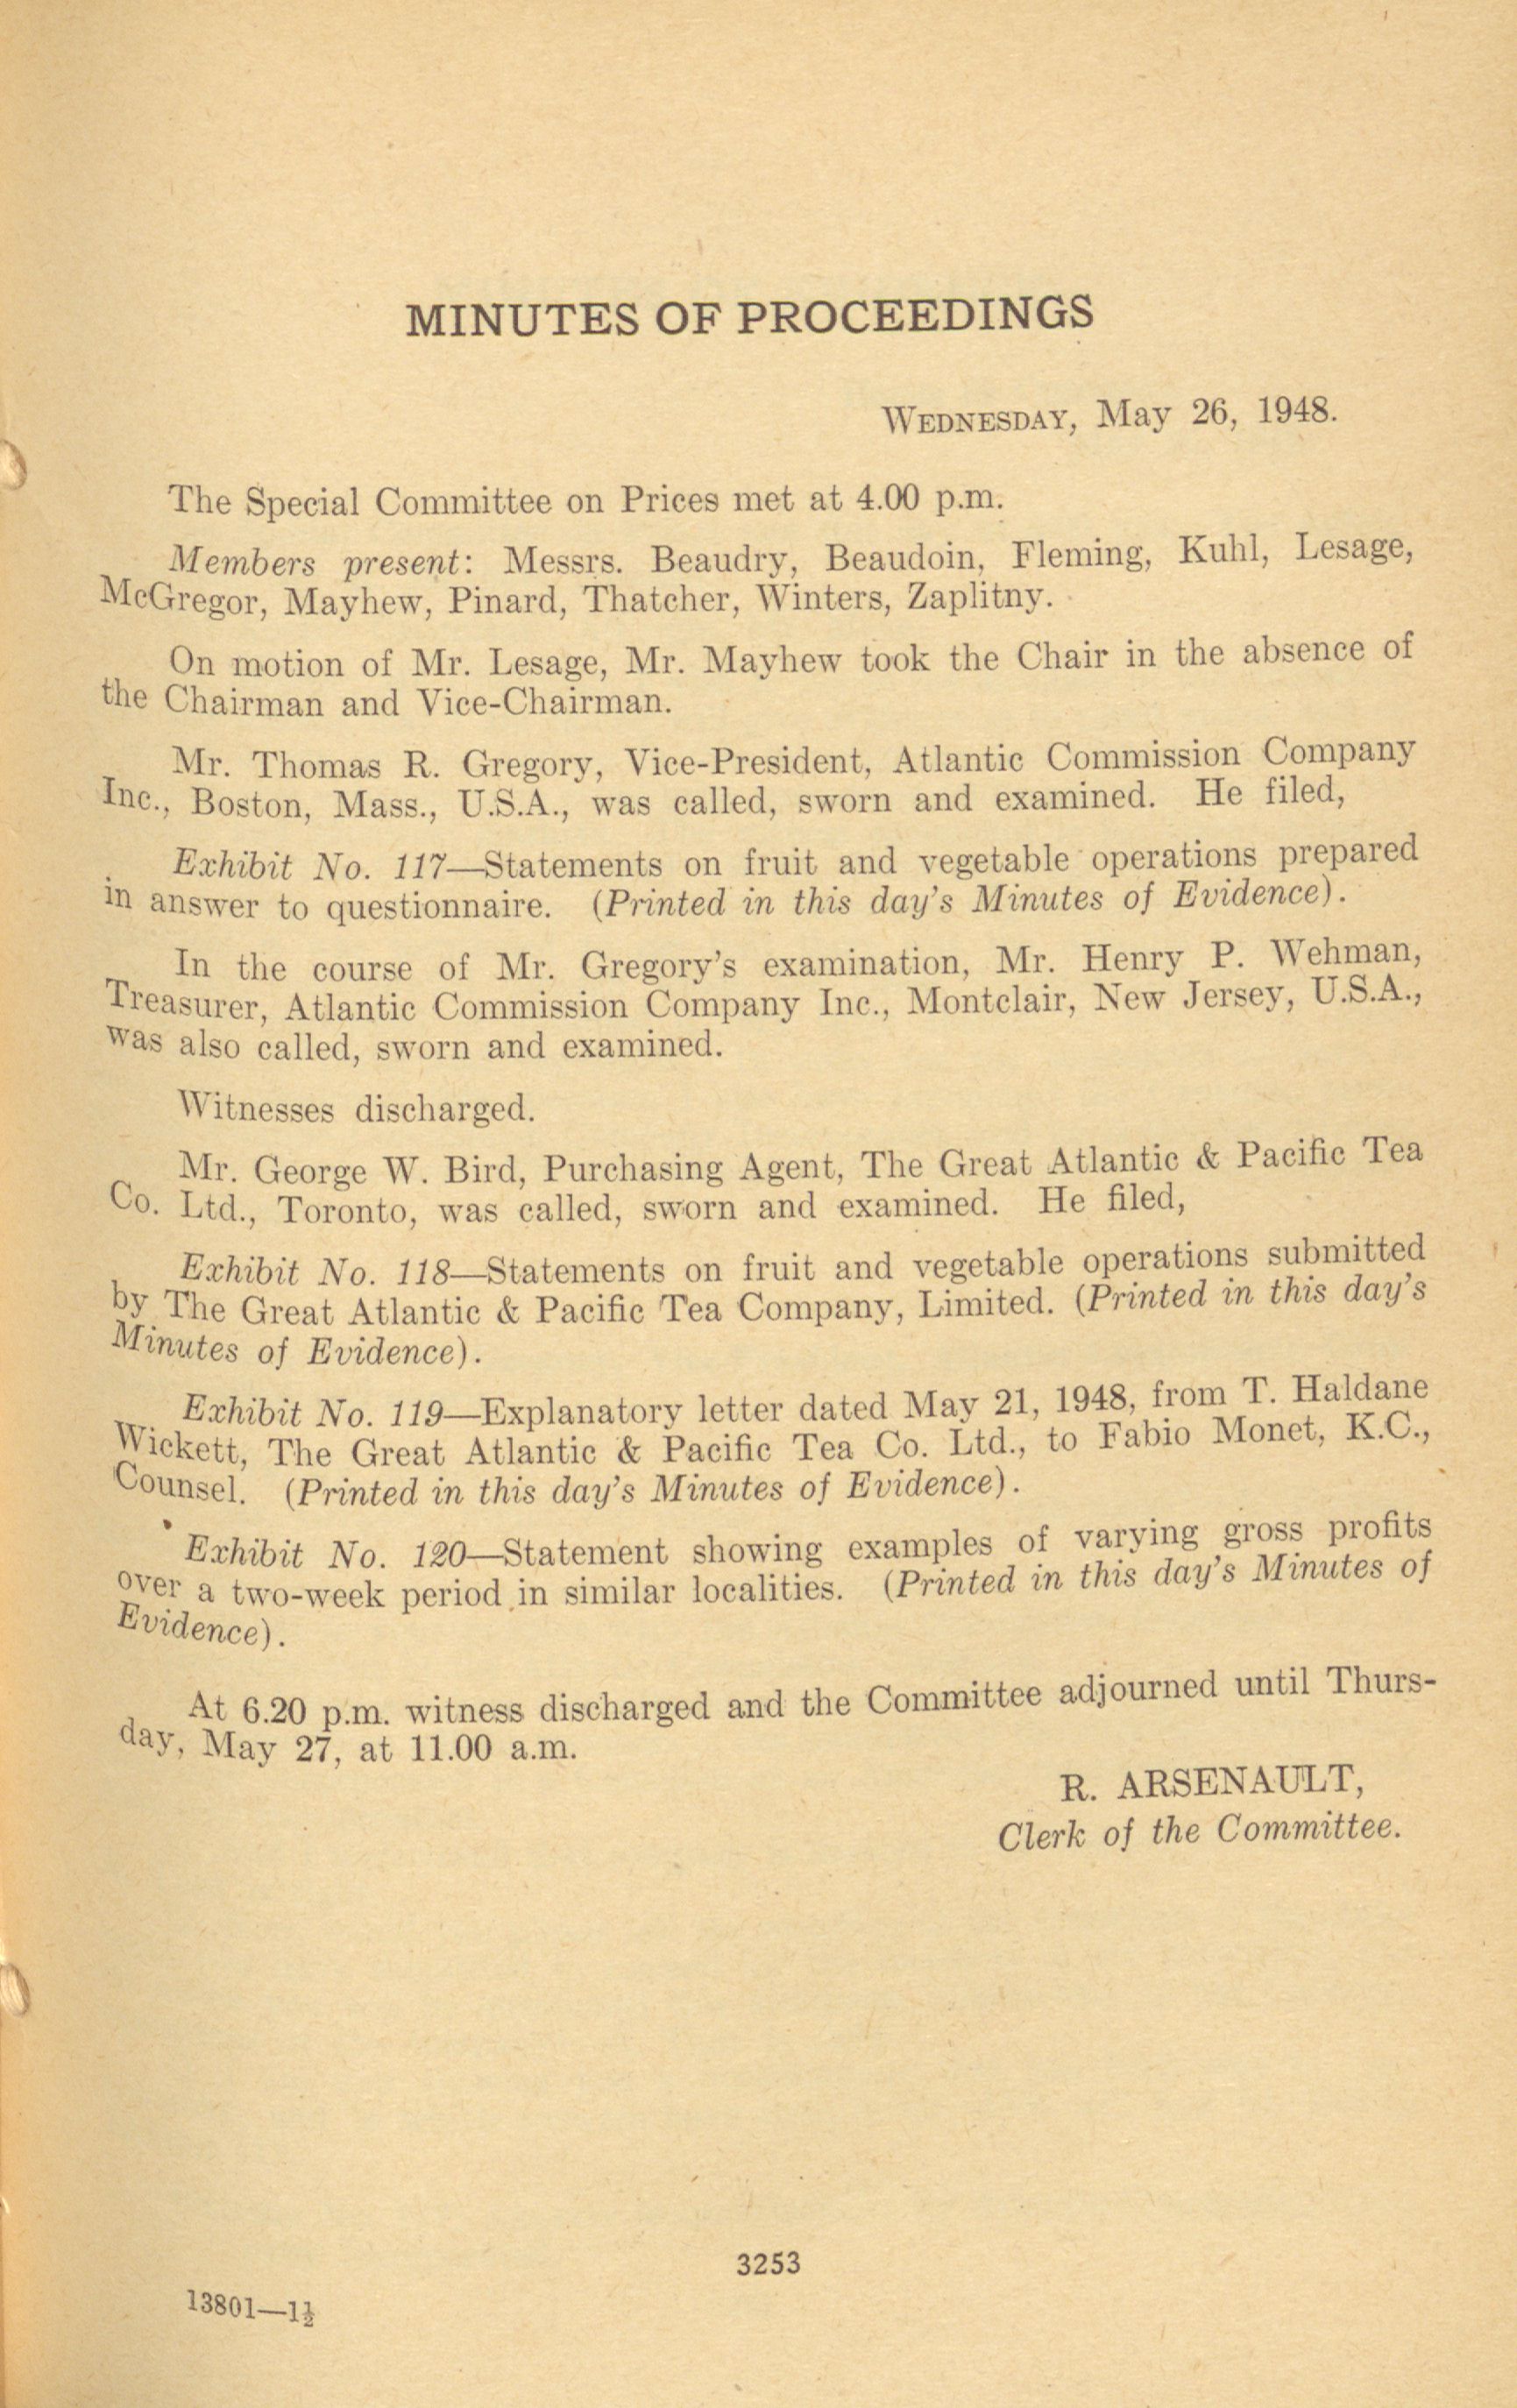 MINUTES OF PROCEEDINGS
WEDNESDAY, May 26, 1948.
The Special Committee on Prices met at 4.00 p.m.
Members present: Messrs. Beaudry, Beaudoin, Fleming, Kuhl, Lesage,
McGregor, Mayhew, Pinard, Thatcher, Winters, Zaplitny.
On motion of Mr. Lesage, Mr. Mayhew took the Chair in the absence of
the Chairman and Vice-Chairman.
Mr. Thomas R. Gregory, Vice-President, Atlantic Commission Company
Inc., Boston, Mass., U.S.A., was called, sworn and examined. He filed,
Exhibit No. 117—Statements on fruit and vegetable operations prepared
in answer to questionnaire. (Printed in this day's Minutes of Evidence).
In the course of Mr. Gregory's examination, Mr. Henry P. Wehman,
Treasurer, Atlantic Commission Company Inc., Montclair, New Jersey, U.S.A.,
was also called, sworn and examined.
Witnesses discharged.
Mr. George W. Bird, Purchasing Agent, The Great Atlantic & Pacific Tea
Co. Ltd., Toronto, was called, sworn and examined. He filed,
Exhibit No. 118—Statements on fruit and vegetable operations submitted
by The Great Atlantic & Pacific Tea Company, Limited. (Printed in this day's
Minutes of Evidence).
Exhibit No. 119—Explanatory letter dated May 21, 1948, from T. Haldane
Wickett, The Great Atlantic & Pacific Tea Co. Ltd., to Fabio Monet, K.C.,
Counsel. (Printed in this day's Minutes of Evidence).
Exhibit No. 120—Statement showing examples of varying gross profits
over a two-week period in similar localities. (Printed in this day's Minutes of
Evidence).
At 6.20 p.m. witness discharged and the Committee adjourned until Thurs-
day, May 27, at 11.00 a.m.
R. ARSENAULT,
Clerk of the Committee.
3253
13801—1½